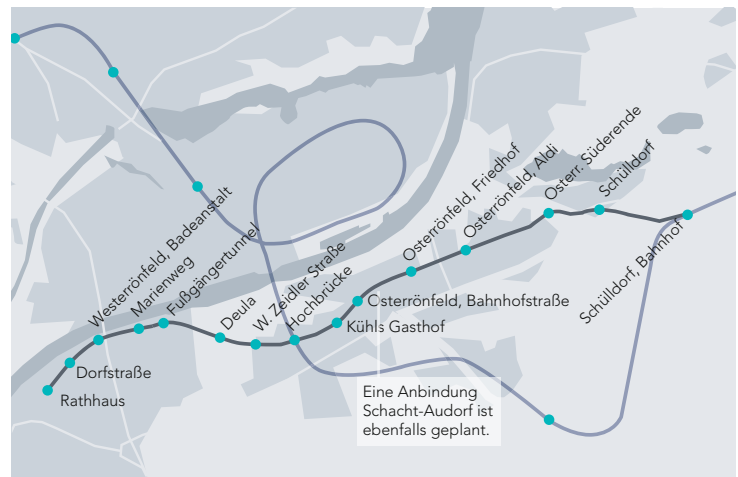 Rathhaus
Dorfstraße
Westerrönfeld, Badeanstalt
Marienweg
Fußgängertunnel
Deula
W. Zeidler Straße
Hochbrücke
Kühls Gasthof
Osterrönfeld, Bahnhofstraße
Osterrönfeld, Friedhof
Osterrönfeld, Aldi
Osterr. Süderende
Schülldorf
Schülldorf, Bahnhof
Eine Anbindung
Schacht-Audorf ist
ebenfalls geplant.